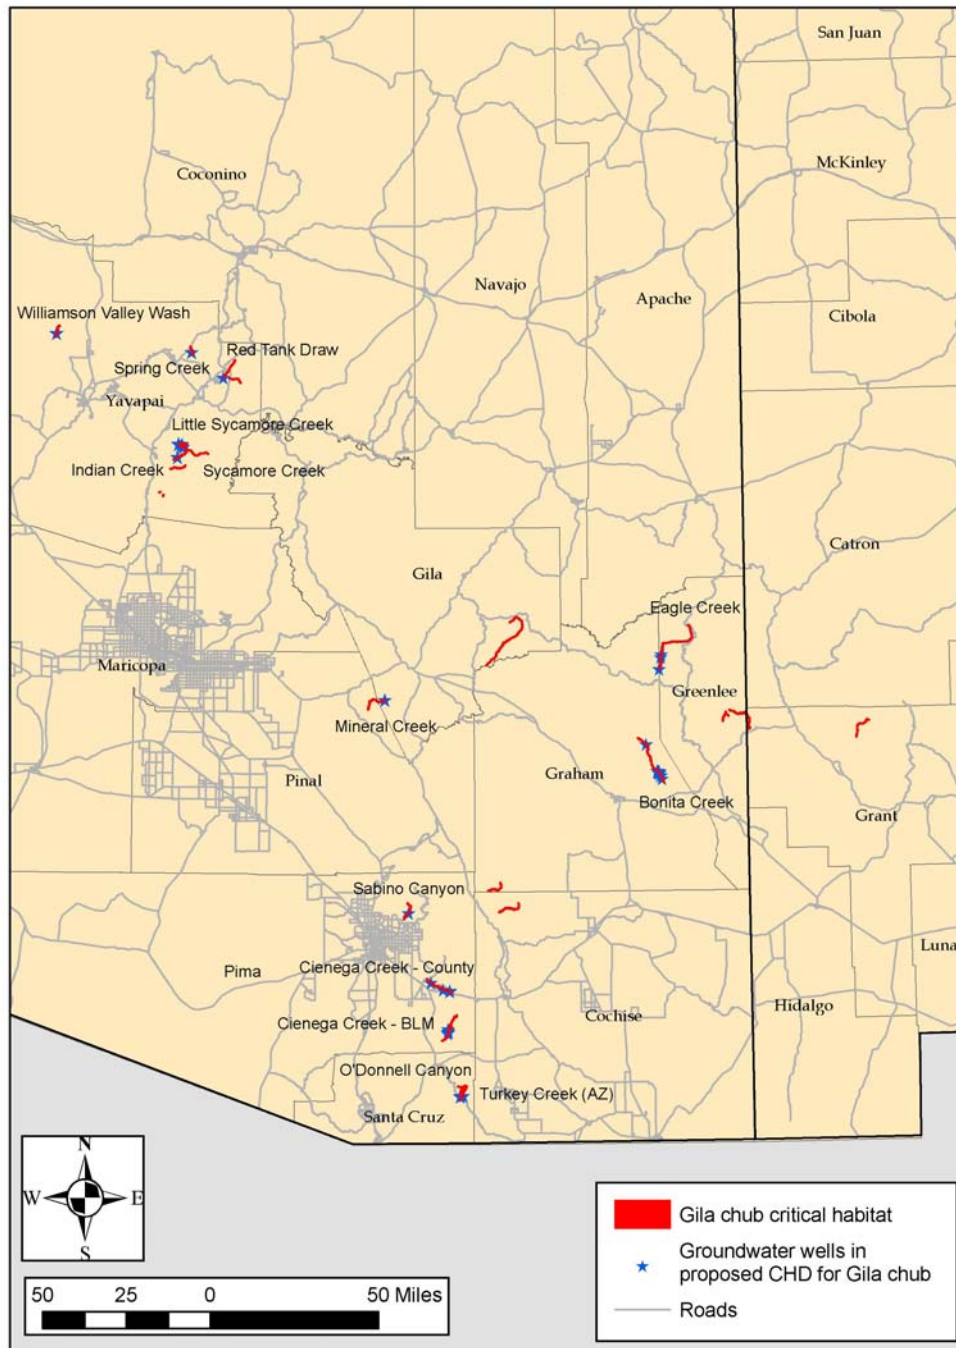 San Juan
McKinley
Coconino
Navajo
Apache
Cibola
Williamson Valley Wash
Spring Creek
Red Tank Draw
Yavapai
Little Sycamore Creek
Indian Creek
Sycamore Creek
Catron
Gila
Eagle Creek
Maricopa
Greenlee
Mineral Creek
Pinal
Graham
Bonita Creek
Grant
Sabino Canyon
Luna
Cienega Creek - County
Pima
Hidalgo
Cienega Creek - BLM
Cochise
O'Donnell Canyon
Turkey Creek (AZ)
Santa Cruz
N
W
E
S
50 25 0 50 Miles
Gila chub critical habitat
Groundwater wells in
proposed CHD for Gila chub
Roads